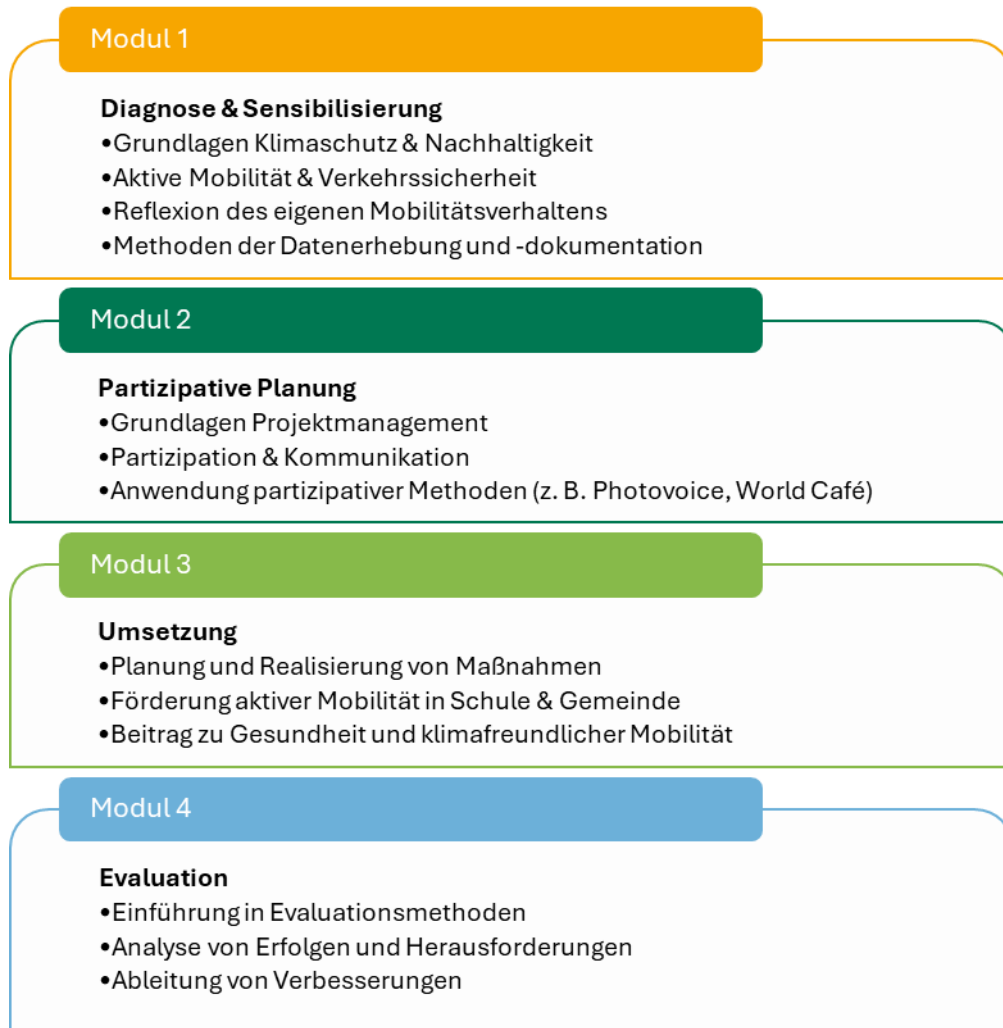 Modul 1
Diagnose & Sensibilisierung
•Grundlagen Klimaschutz & Nachhaltigkeit
•Aktive Mobilität & Verkehrssicherheit
•Reflexion des eigenen Mobilitätsverhaltens
•Methoden der Datenerhebung und -dokumentation
Modul 2
Partizipative Planung
•Grundlagen Projektmanagement
•Partizipation & Kommunikation
•Anwendung partizipativer Methoden (z. B. Photovoice, World Café)
Modul 3
Umsetzung
•Planung und Realisierung von Maßnahmen
•Förderung aktiver Mobilität in Schule & Gemeinde
•Beitrag zu Gesundheit und klimafreundlicher Mobilität
Modul 4
Evaluation
•Einführung in Evaluationsmethoden
•Analyse von Erfolgen und Herausforderungen
•Ableitung von Verbesserungen